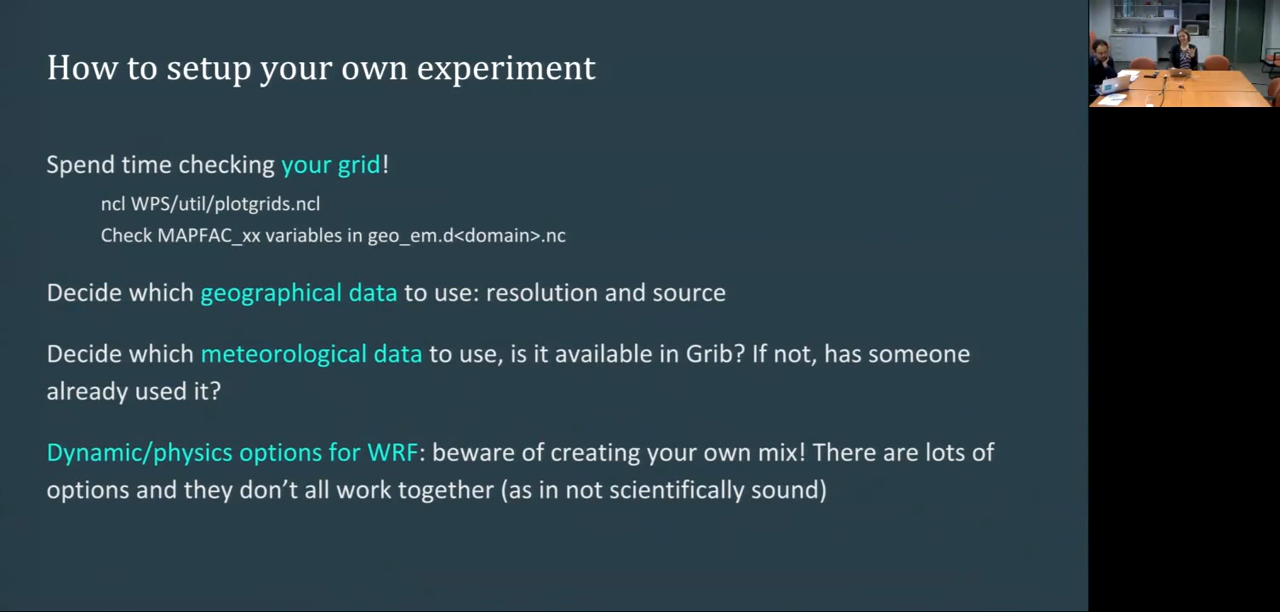 How to setup your own experiment
Spend time checking your grid!
ncl WPS/util/plotgrids.ncl
Check MAPFAC_xx variables in geo_em.d<domain>.nc
Decide which geographical data to use: resolution and source
Decide which meteorological data to use, is it available in Grib? If not, has someone
already used it?
Dynamic/physics options for WRF: beware of creating your own mix! There are lots of
options and they don’t all work together (as in not scientifically sound)